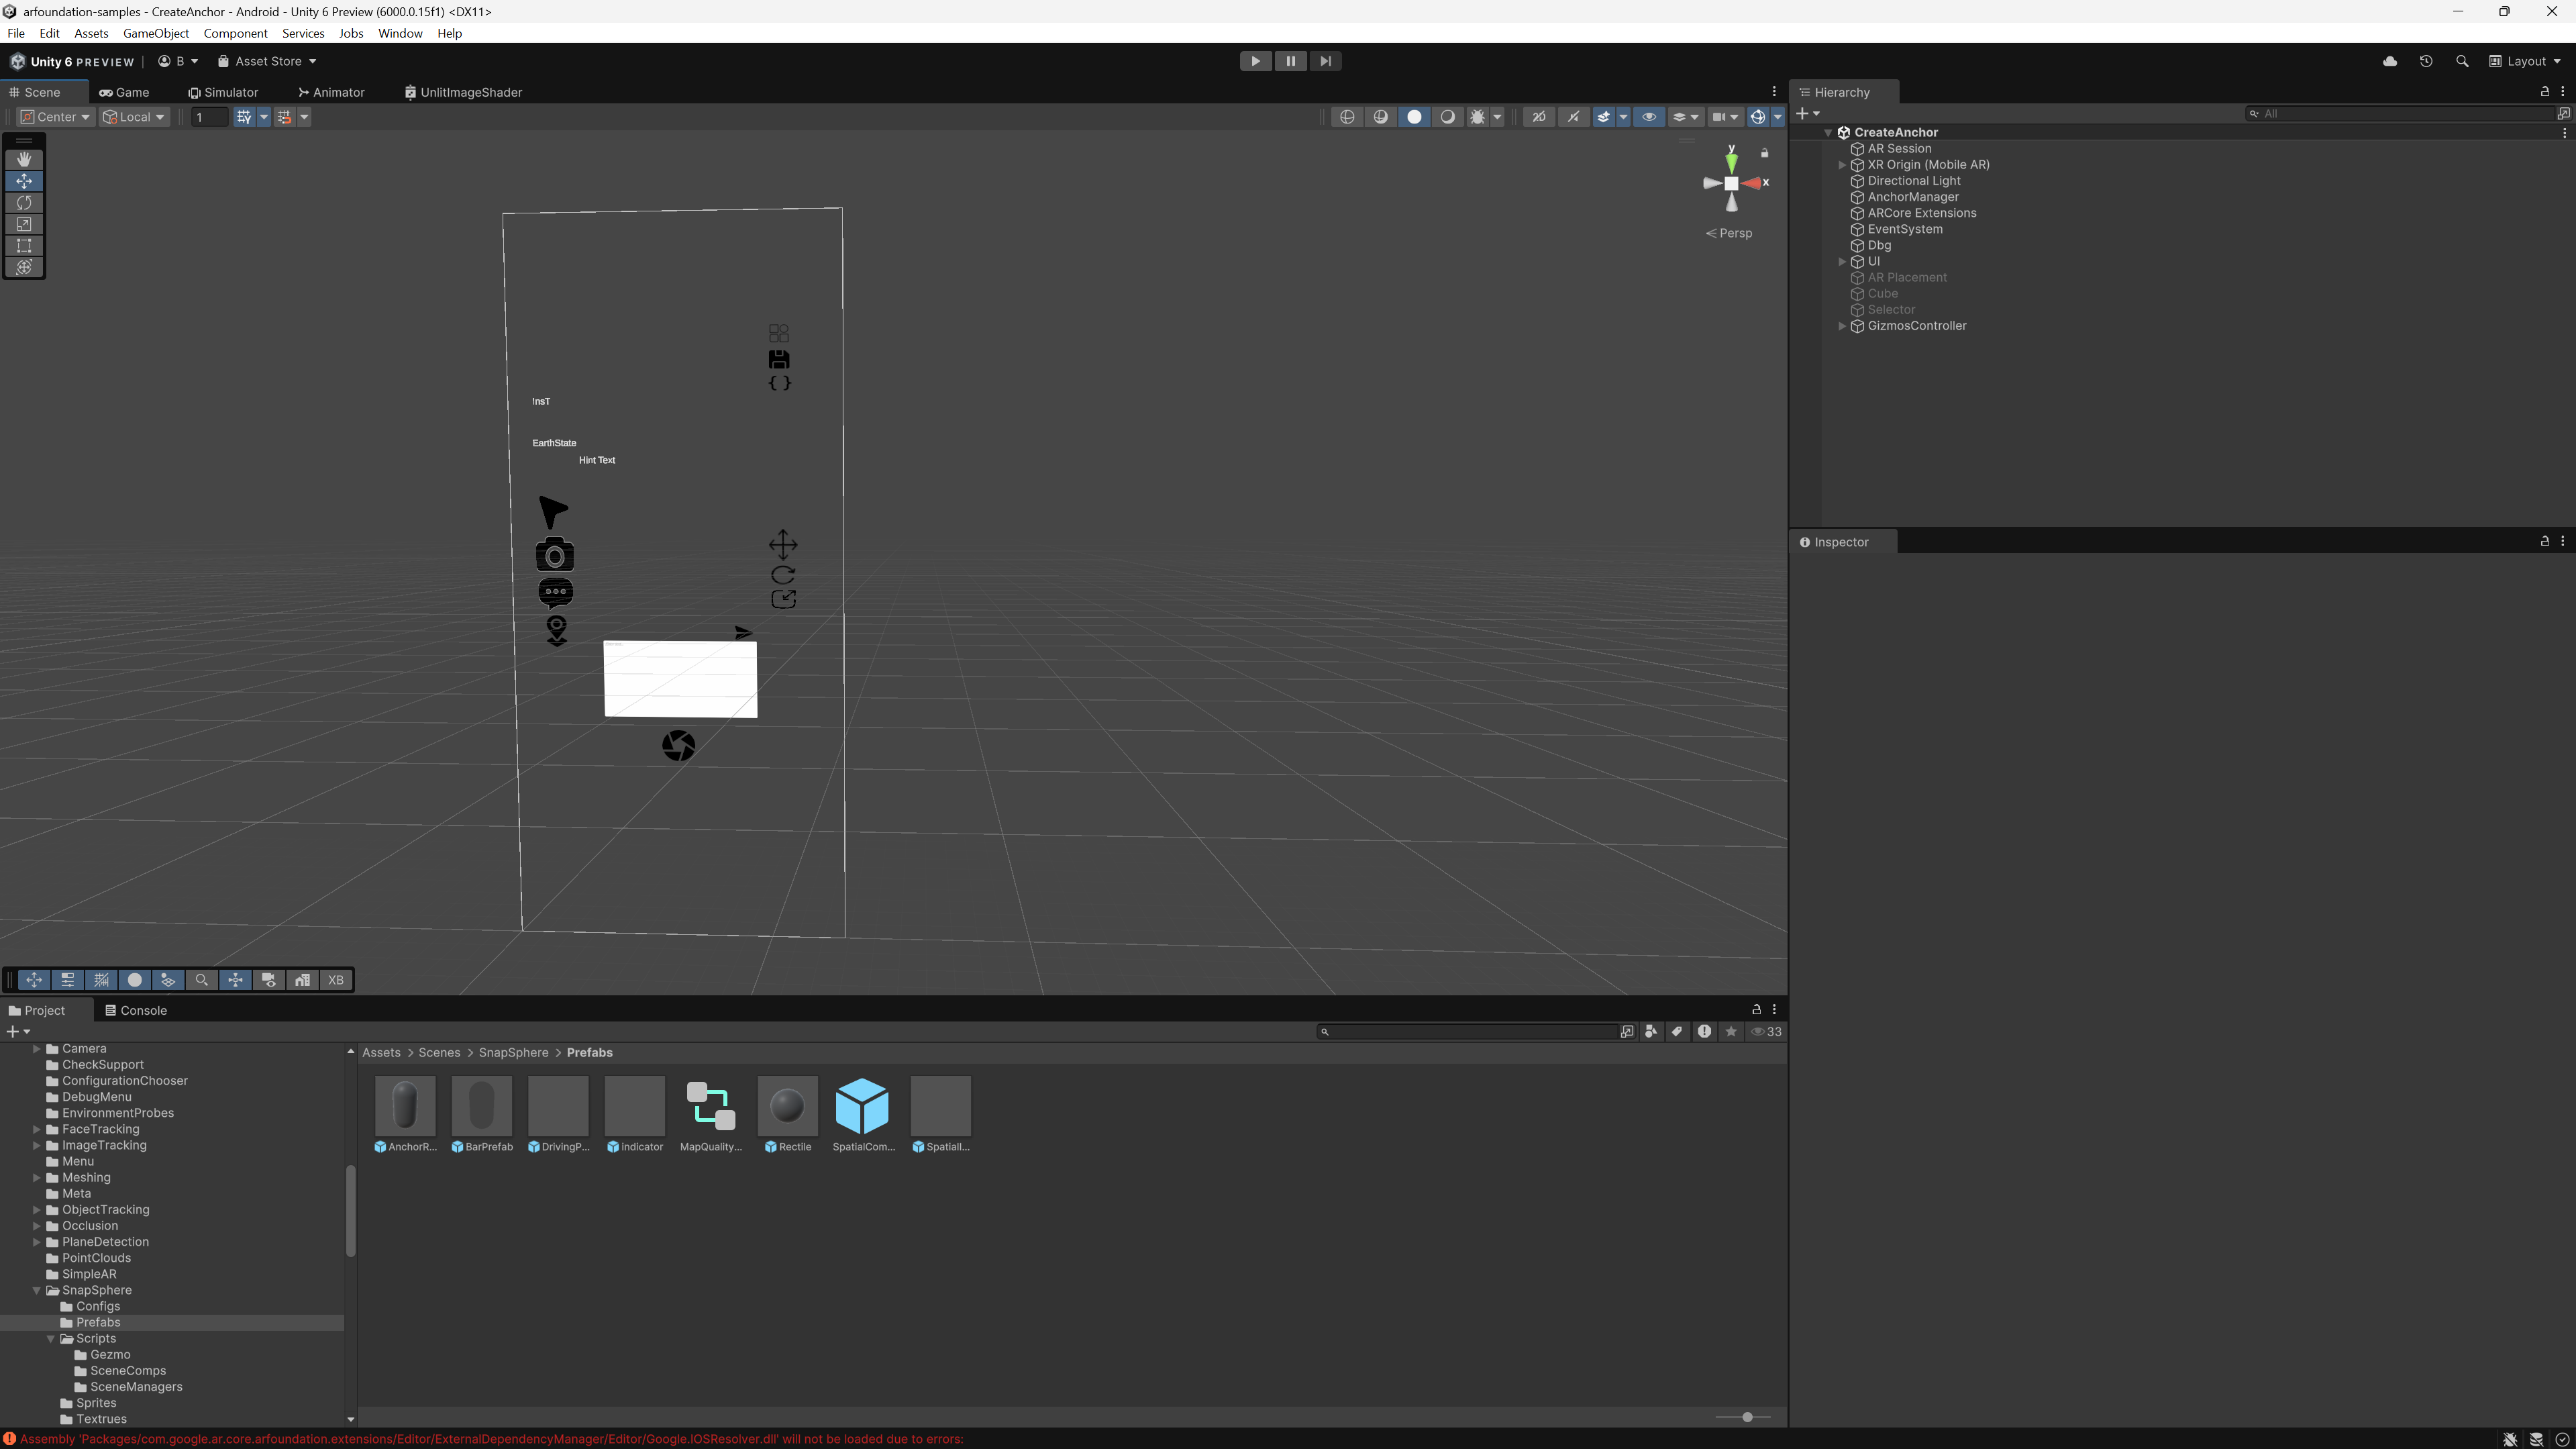 arfoundation-samples - CreateAnchor - Android - Unity 6 Preview (6000.0.15f1) <DX11>
File Edit Assets GameObject Component Services Jobs Window Help
Unity 6 PREVIEW B Asset Store Layout
Scene Game Simulator Animator UnlitImageShader
Center Local 1 2D
y
x
Persp
!nsT
EarthState
Hint Text
XB
Hierarchy
All
CreateAnchor
AR Session
XR Origin (Mobile AR)
Directional Light
AnchorManager
ARCore Extensions
EventSystem
Dbg
UI
AR Placement
Cube
Selector
GizmosController
Inspector
Project Console
33
Camera
CheckSupport
ConfigurationChooser
DebugMenu
EnvironmentProbes
FaceTracking
ImageTracking
Menu
Meshing
Meta
ObjectTracking
Occlusion
PlaneDetection
PointClouds
SimpleAR
SnapSphere
Configs
Prefabs
Scripts
Gezmo
SceneComps
SceneManagers
Sprites
Textrues
Assets > Scenes > SnapSphere > Prefabs
AnchorR... BarPrefab DrivingP... indicator MapQuality... Rectile SpatialCom... SpatialI...
Assembly 'Packages/com.google.ar.core.arfoundation.extensions/Editor/ExternalDependencyManager/Editor/Google.IOSResolver.dll' will not be loaded due to errors: